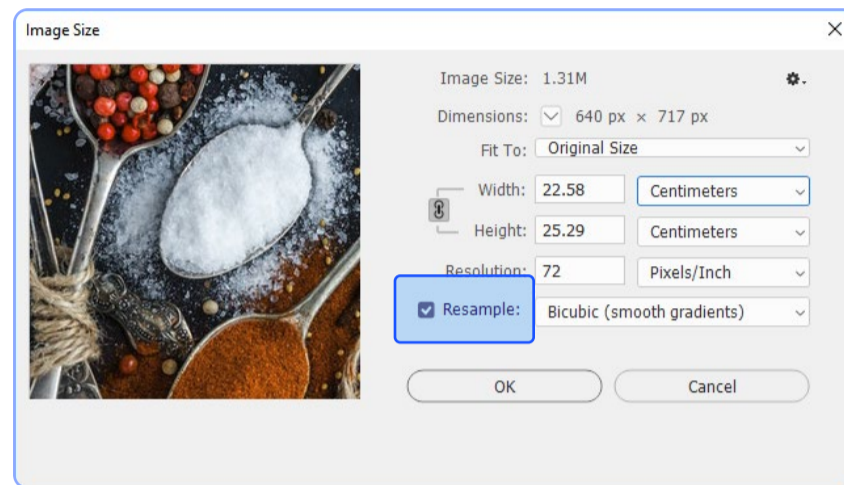 Image Size
Image Size: 1.31M
Dimensions: 640 px × 717 px
Fit To: Original Size
Width: 22.58 Centimeters
Height: 25.29 Centimeters
Resolution: 72 Pixels/Inch
Resample: Bicubic (smooth gradients)
OK Cancel